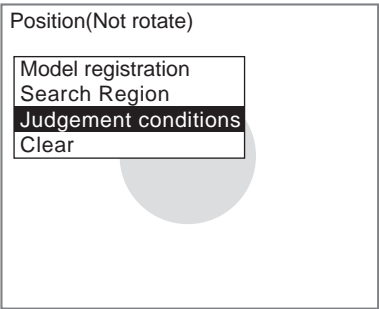 Position(Not rotate)
Model registration
Search Region
Judgement conditions
Clear